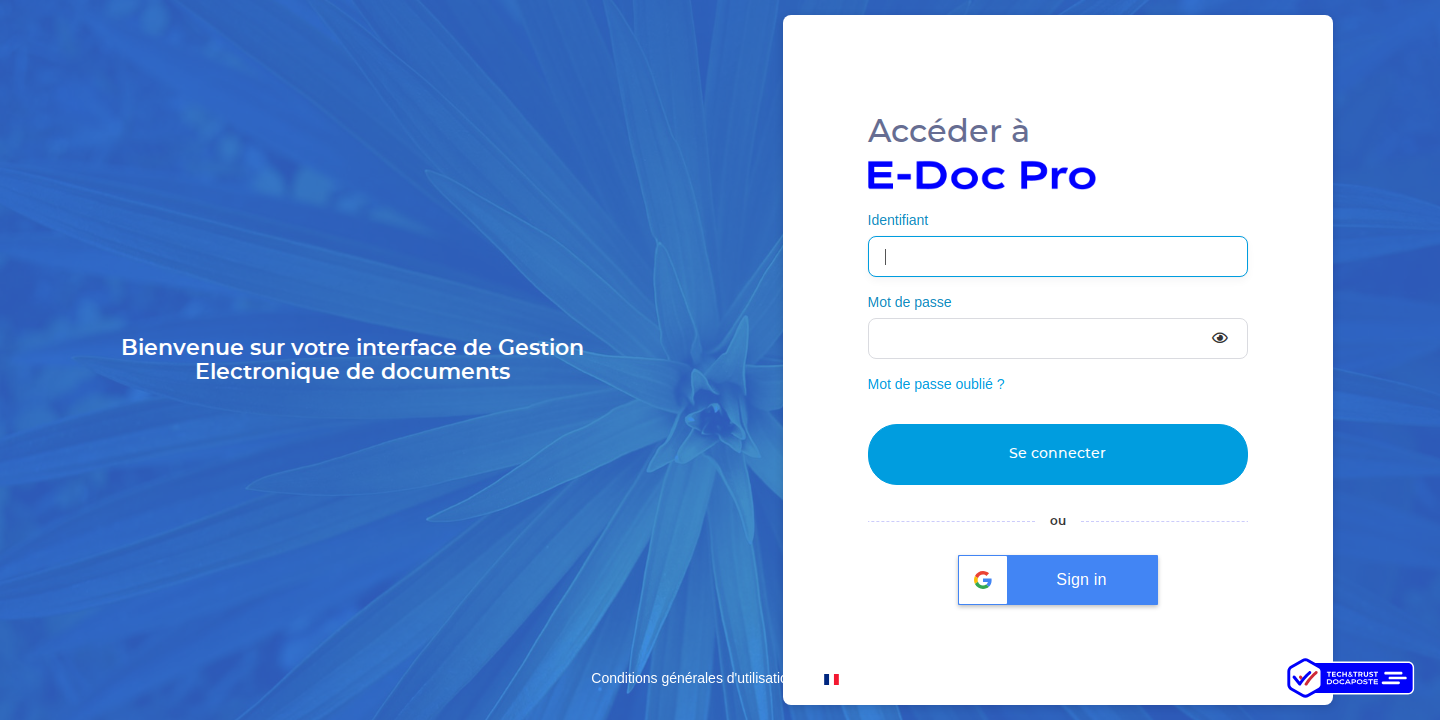 Bienvenue sur votre interface de Gestion
Electronique de documents
Accéder à
E-Doc Pro
Identifiant
Mot de passe
Mot de passe oublié ?
Se connecter
ou
Sign in
Conditions générales d'utilisatio
TECH&TRUST
DOCAPOSTE